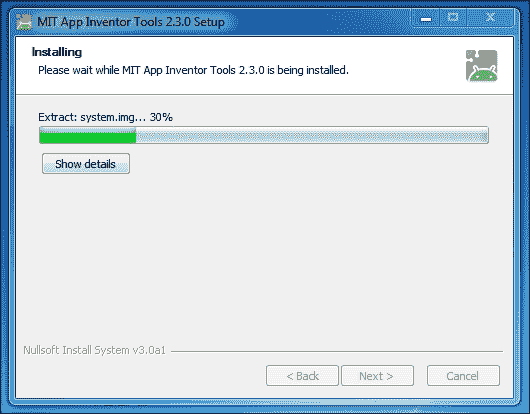 MIT App Inventor Tools 2.3.0 Setup
Installing
Please wait while MIT App Inventor Tools 2.3.0 is being installed.
Extract: system.img... 30%
Show details
Nullsoft Install System v3.0a1
< Back Next > Cancel